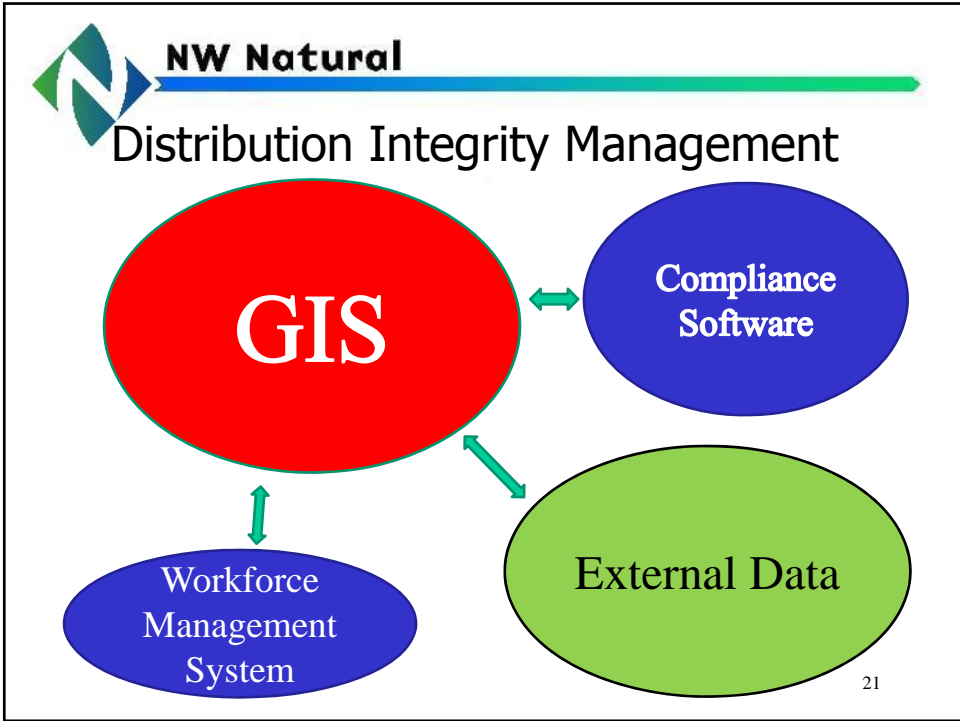 NW Natural
Distribution Integrity Management
GIS
Compliance
Software
External Data
Workforce
Management
System
21